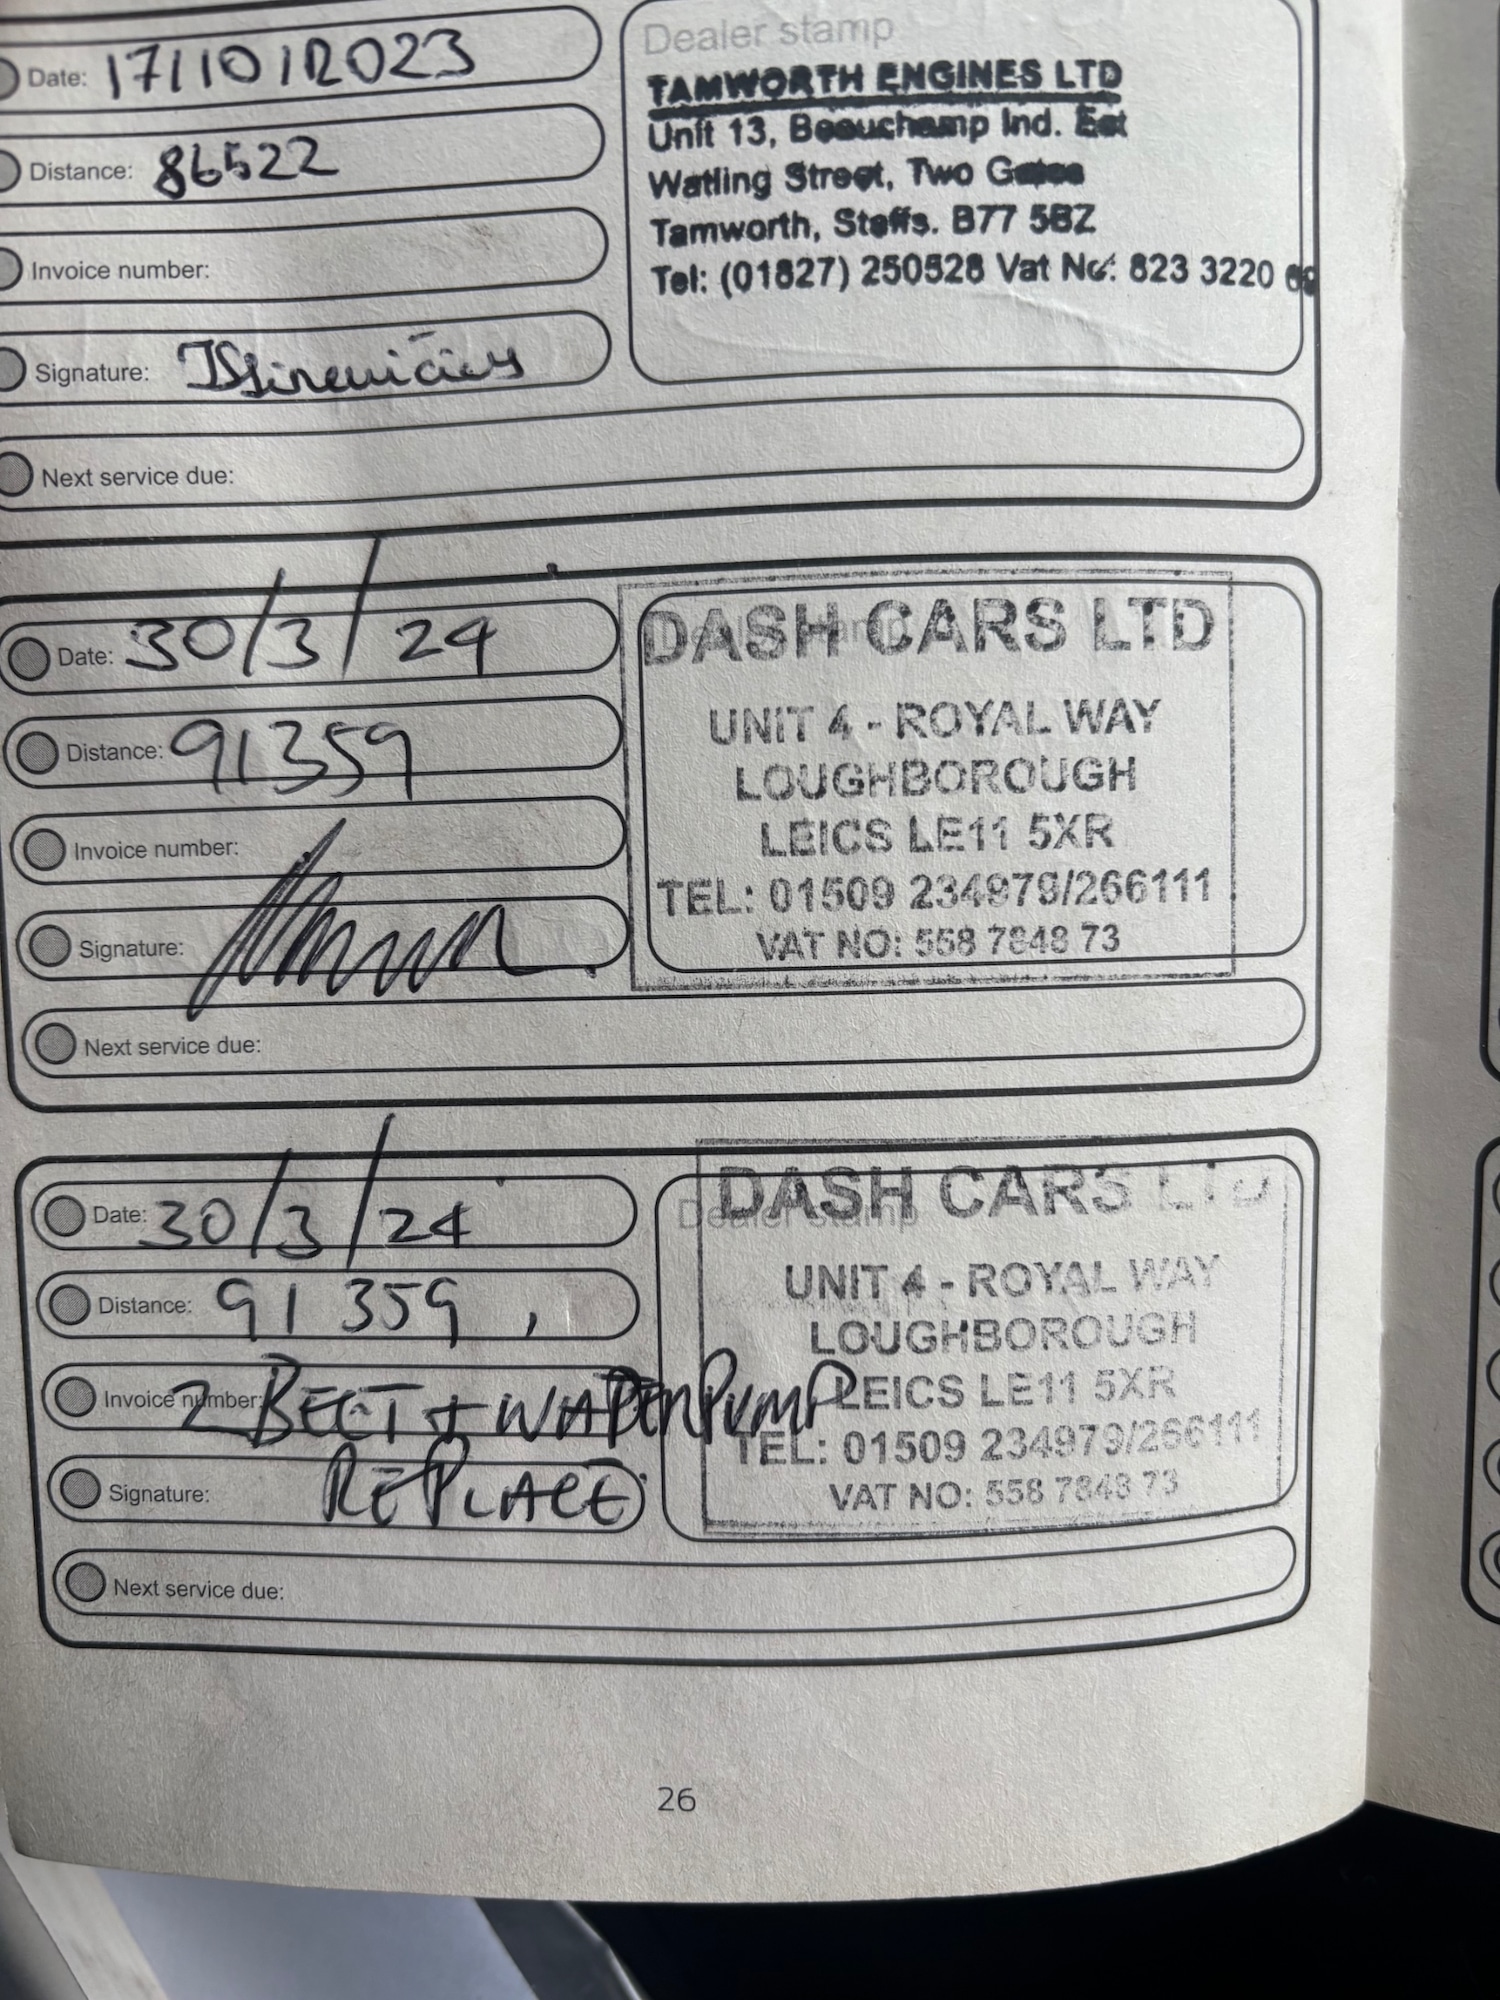 Date: 17/10/2023
Distance: 86522
Invoice number:
Signature:
Next service due:
Dealer stamp
TAMWORTH ENGINES LTD
Unit 13, Beauchamp Ind. Est
Watling Street, Two Gates
Tamworth, Staffs. B77 5BZ
Tel: (01827) 250528 Vat No: 823 3220
Date: 30/3/24
Distance: 91359
Invoice number:
Signature:
Next service due:
Dealer stamp
DASH CARS LTD
UNIT 4 - ROYAL WAY
LOUGHBOROUGH
LEICS LE11 5XR
TEL: 01509 234979/266111
VAT NO: 558 7848 73
Date: 30/3/24
Distance: 91359,
Invoice number: 2 BELT + WATER PUMP
Signature: REPLACE
Next service due:
Dealer stamp
DASH CARS LTD
UNIT 4 - ROYAL WAY
LOUGHBOROUGH
LEICS LE11 5XR
TEL: 01509 234979/266111
VAT NO: 558 7848 73
26